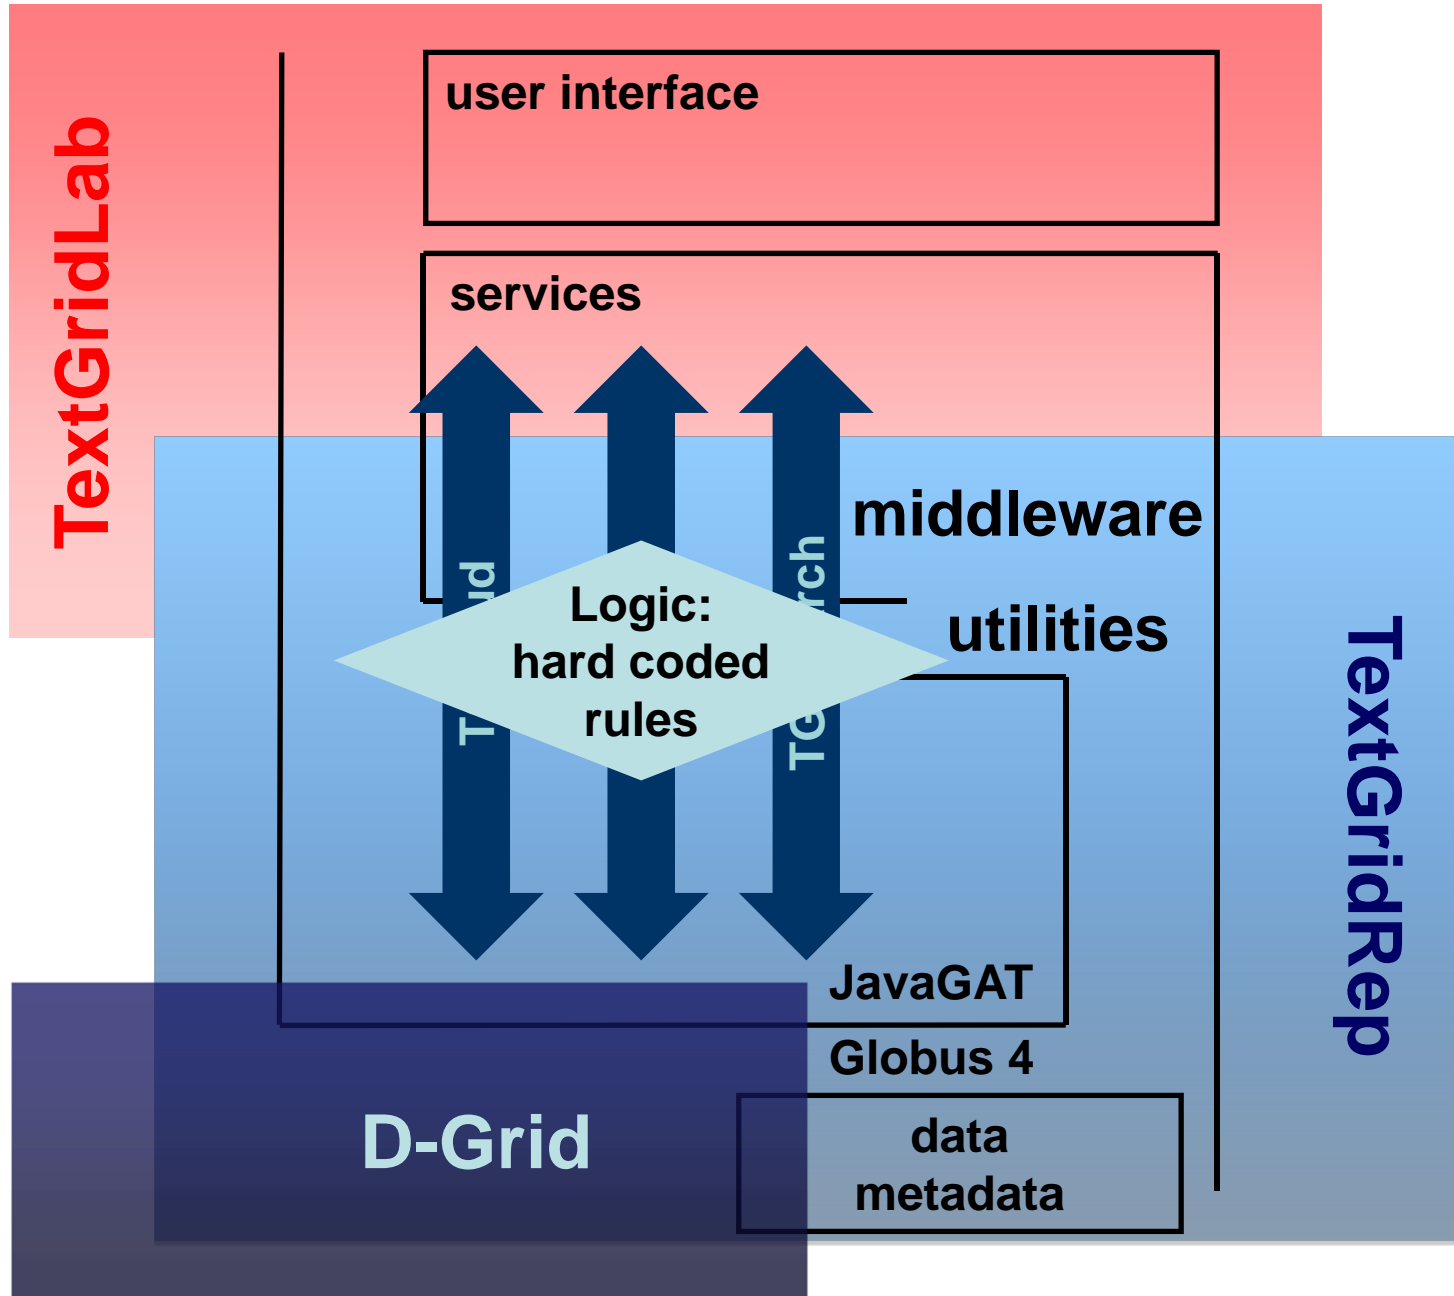 TextGridLab
user interface
services
middleware
utilities
Logic:
hard coded
rules
TextGridRep
JavaGAT
Globus 4
D-Grid
data
metadata